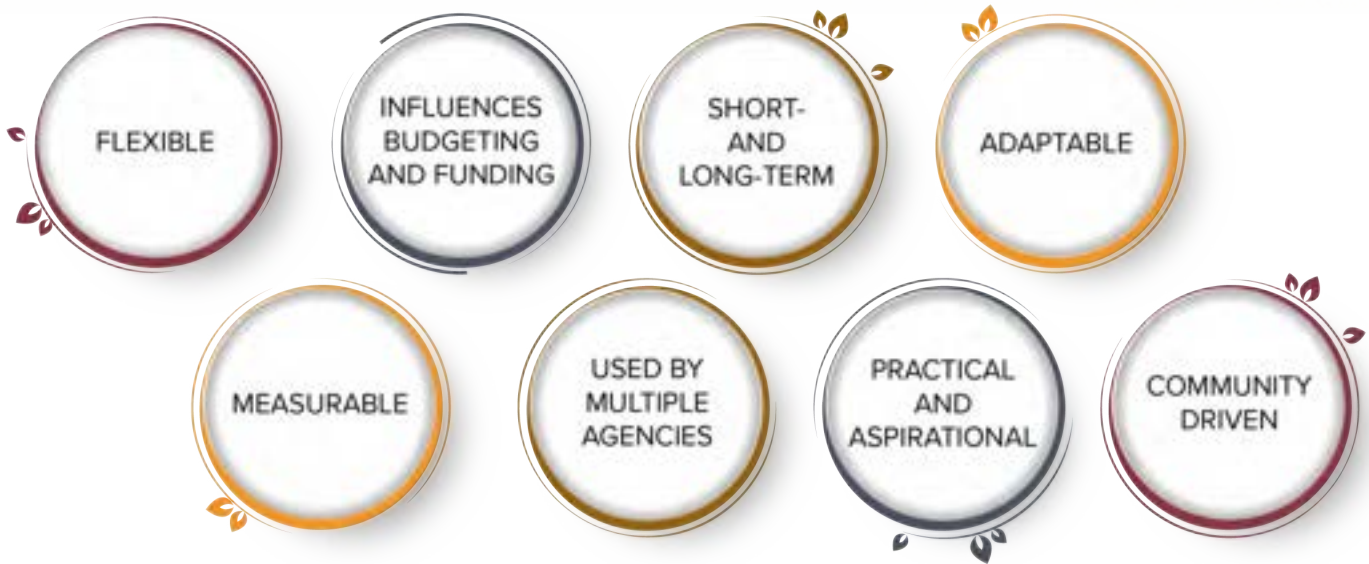 FLEXIBLE
INFLUENCES
BUDGETING
AND FUNDING
SHORT-
AND
LONG-TERM
ADAPTABLE
MEASURABLE
USED BY
MULTIPLE
AGENCIES
PRACTICAL
AND
ASPIRATIONAL
COMMUNITY
DRIVEN